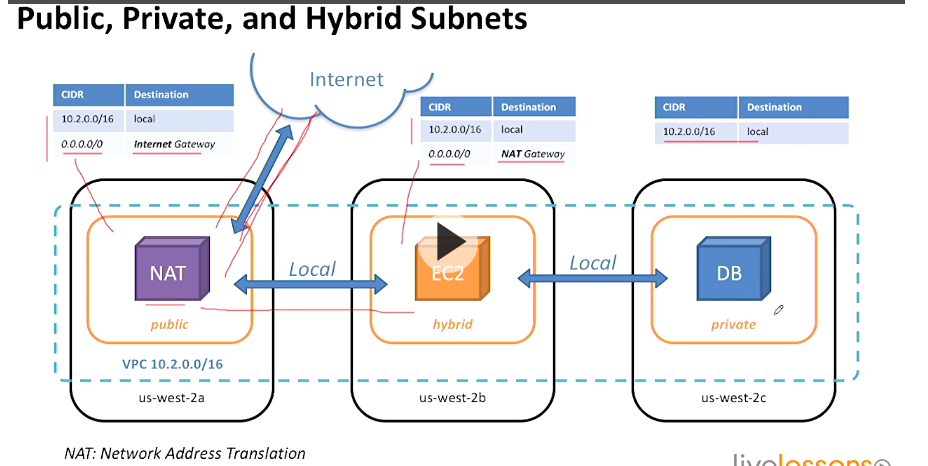 Public, Private, and Hybrid Subnets
Internet
CIDR Destination
10.2.0.0/16 local
0.0.0.0/0 Internet Gateway
CIDR Destination
10.2.0.0/16 local
0.0.0.0/0 NAT Gateway
CIDR Destination
10.2.0.0/16 local
NAT
public
Local
EC2
hybrid
Local
DB
private
VPC 10.2.0.0/16
us-west-2a
us-west-2b
us-west-2c
NAT: Network Address Translation
livelessons